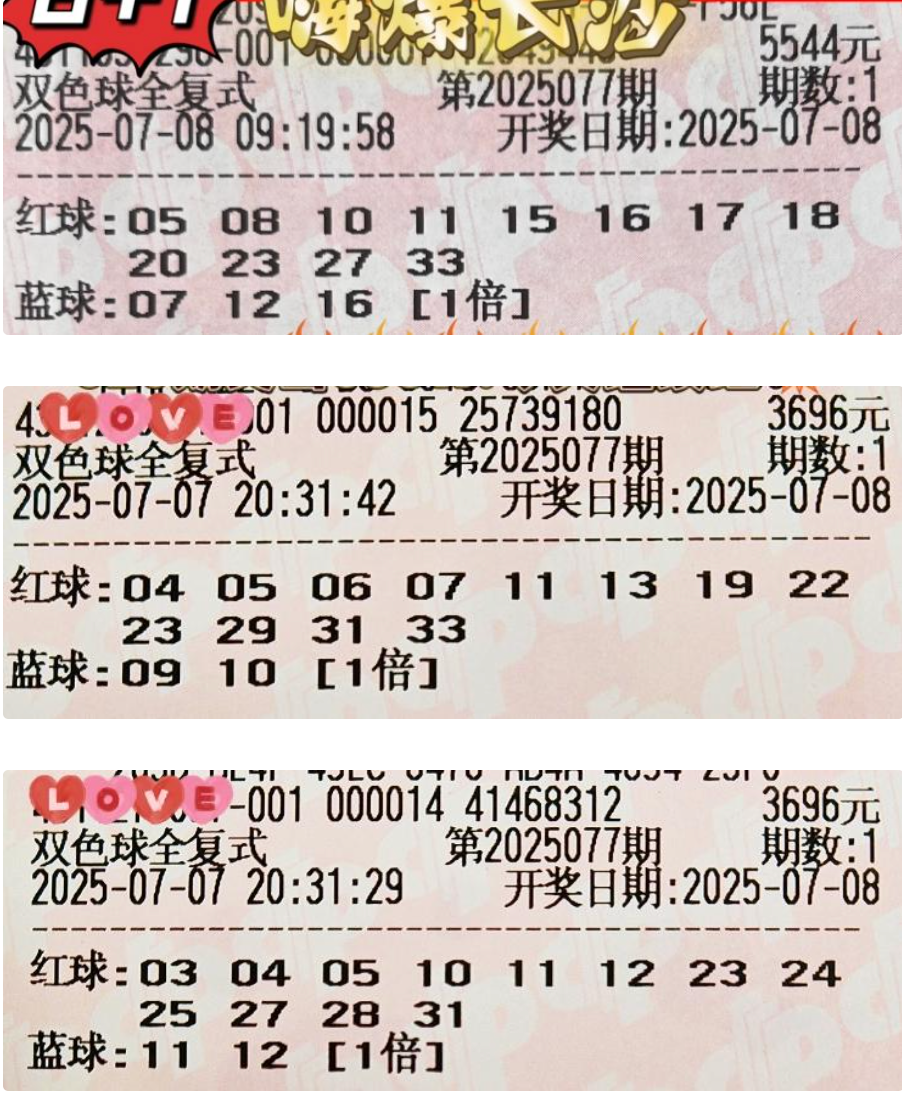 8+1
嗨爆长沙
5544元
双色球全复式 第2025077期 期数:1
2025-07-08 09:19:58 开奖日期:2025-07-08
红球:05 08 10 11 15 16 17 18
20 23 27 33
蓝球:07 12 16 [1倍]
LOVE 001 000015 25739180 3696元
双色球全复式 第2025077期 期数:1
2025-07-07 20:31:42 开奖日期:2025-07-08
红球:04 05 06 07 11 13 19 22
23 29 31 33
蓝球:09 10 [1倍]
LOVE -001 000014 41468312 3696元
双色球全复式 第2025077期 期数:1
2025-07-07 20:31:29 开奖日期:2025-07-08
红球:03 04 05 10 11 12 23 24
25 27 28 31
蓝球:11 12 [1倍]